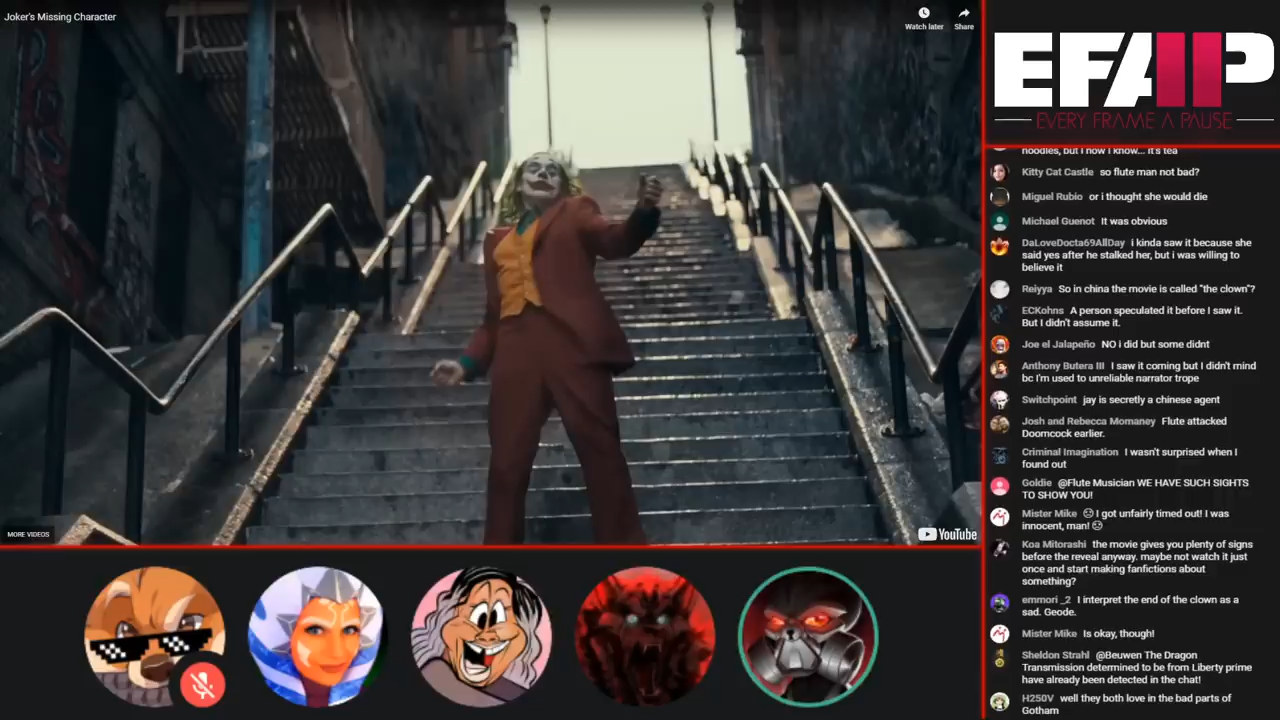 Joker's Missing Character
Watch later
Share
MORE VIDEOS
YouTube
EFAP
EVERY FRAME A PAUSE
noodles, but i now i know... it's tea
Kitty Cat Castle so flute man not bad?
Miguel Rubio or i thought she would die
Michael Guenot It was obvious
DaLoveDocta69AllDay i kinda saw it because she
said yes after he stalked her, but i was willing to
believe it
Reiyya So in china the movie is called "the clown"?
ECKohns A person speculated it before I saw it.
But I didn't assume it.
Joe el Jalapeño NO i did but some didnt
Anthony Butera III I saw it coming but I didn't mind
bc I'm used to unreliable narrator trope
Switchpoint jay is secretly a chinese agent
Josh and Rebecca Momaney Flute attacked
Doomcock earlier.
Criminal Imagination I wasn't surprised when I
found out
Goldie @Flute Musician WE HAVE SUCH SIGHTS
TO SHOW YOU!
Mister Mike I got unfairly timed out! I was
innocent, man!
Koa Mitorashi the movie gives you plenty of signs
before the reveal anyway. maybe not watch it just
once and start making fanfictions about
something?
emmori _2 I interpret the end of the clown as a
sad. Geode.
Mister Mike Is okay, though!
Sheldon Strahl @Beuwen The Dragon
Transmission determined to be from Liberty prime
have already been detected in the chat!
H250V well they both love in the bad parts of
Gotham